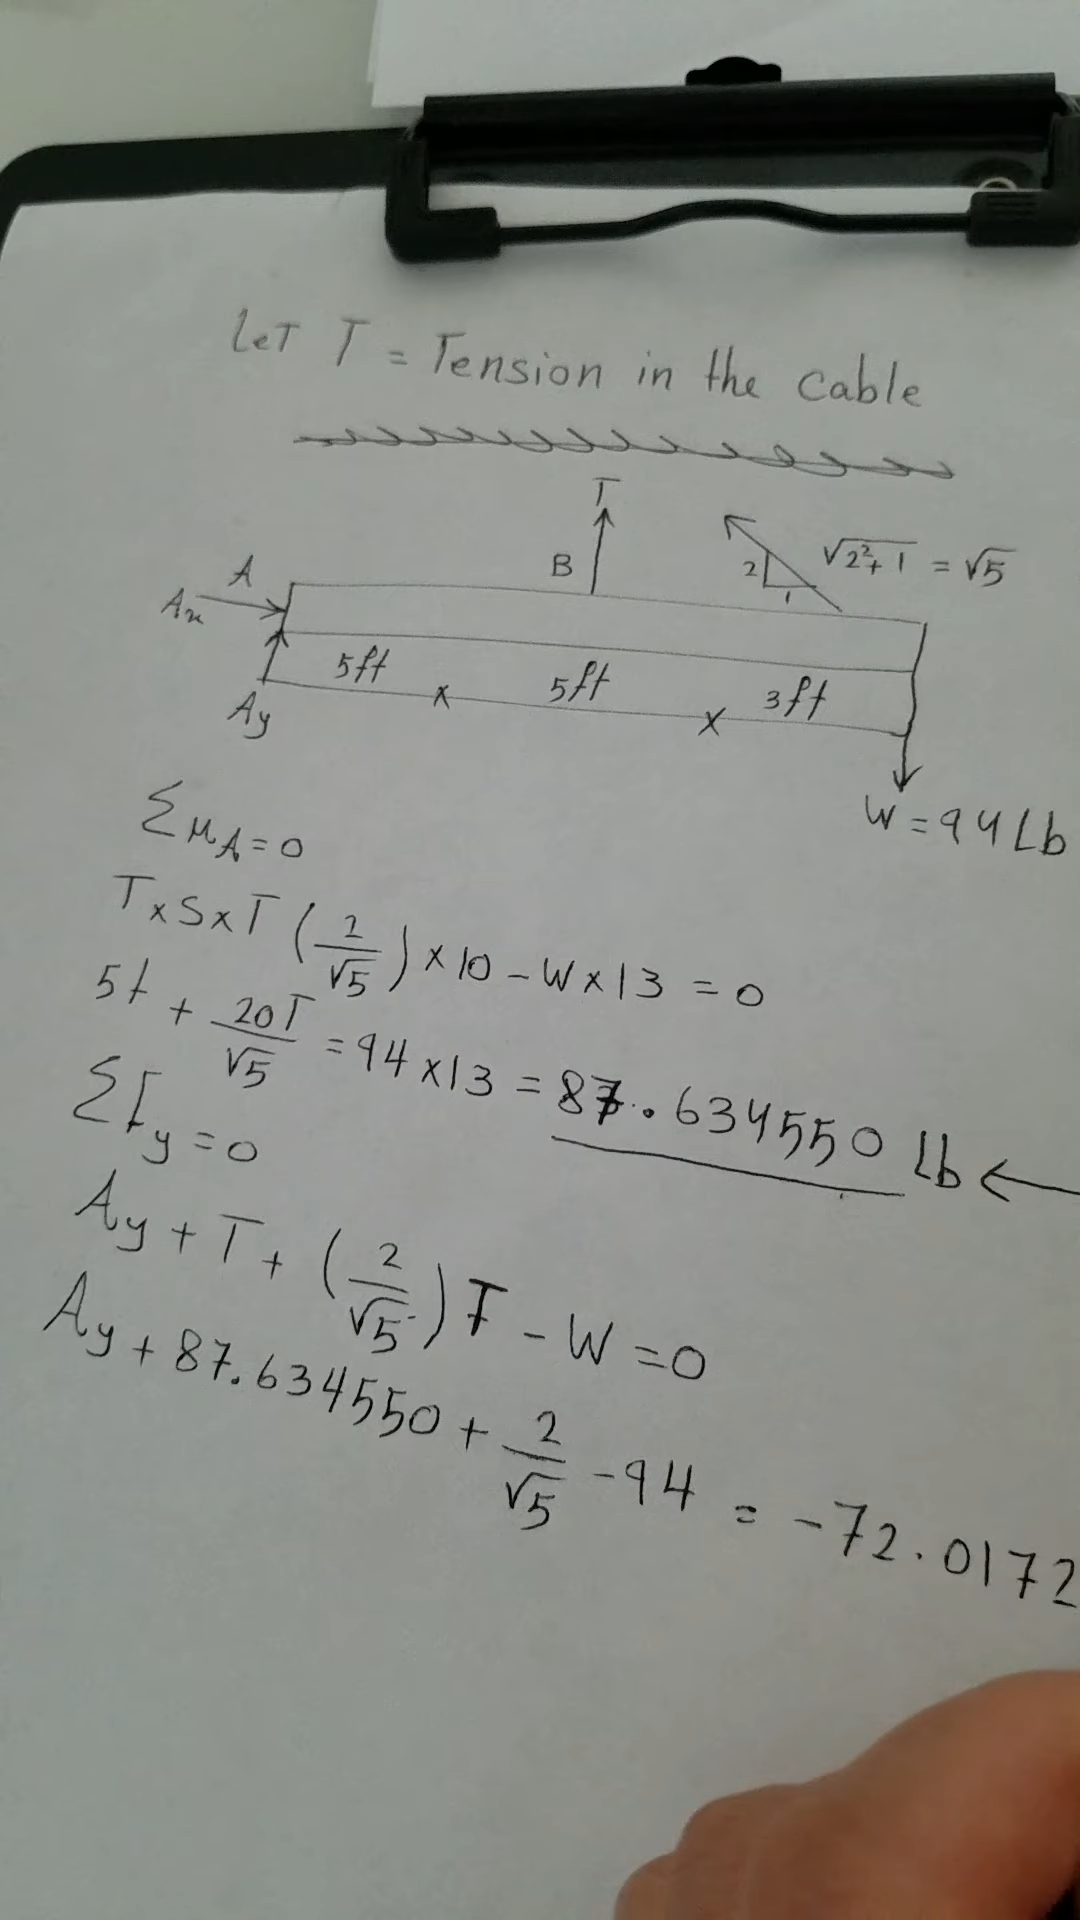 LeT T = Tension in the cable
T
B
2
1
√2²+1 = √5
A
Ax
Ay
5ft
5ft
3ft
x
x
W = 94 Lb
ΣMA=0
TxSxT (2/√5) x 10 - W x 13 = 0
5t + 20T/√5 = 94 x 13 = 87.634550 Lb ←
ΣFy=0
Ay + T + (2/√5) T - W = 0
Ay + 87.634550 + 2/√5 - 94 = -72.0172